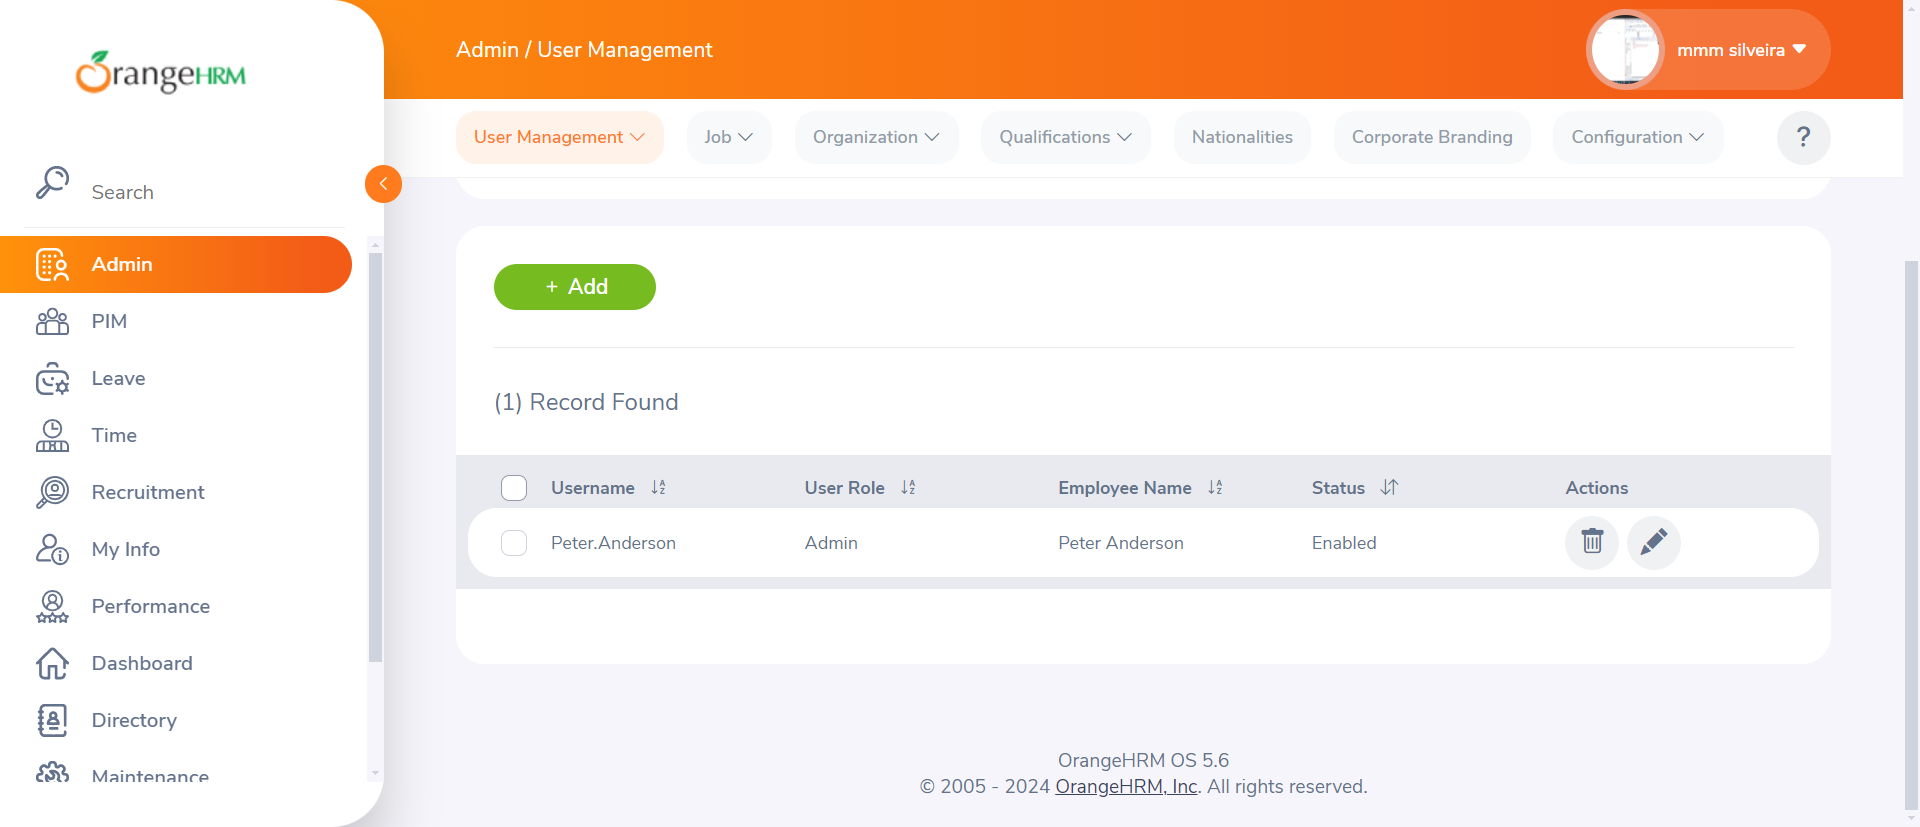 OrangeHRM
Admin / User Management
mmm silveira
User Management
Job
Organization
Qualifications
Nationalities
Corporate Branding
Configuration
?
Search
Admin
PIM
Leave
Time
Recruitment
My Info
Performance
Dashboard
Directory
Maintenance
+ Add
(1) Record Found
Username User Role Employee Name Status Actions
Peter.Anderson Admin Peter Anderson Enabled
OrangeHRM OS 5.6
© 2005 - 2024 OrangeHRM, Inc. All rights reserved.